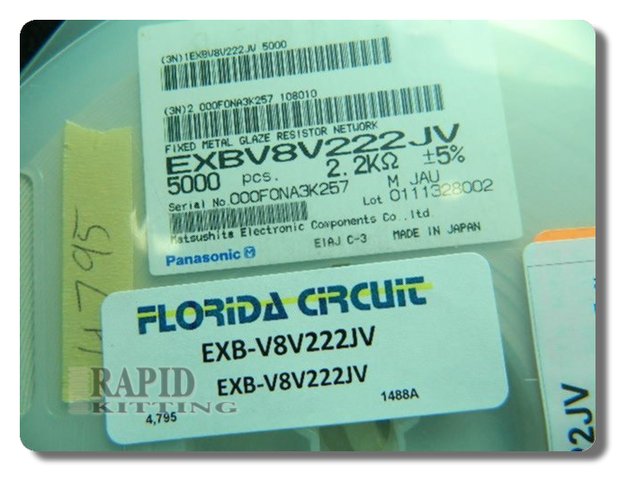 (3N)1EXBV8V222JV 5000
(3N)2 000F0NA3K257 108010
FIXED METAL GLAZE RESISTOR NETWORK
EXBV8V222JV
5000 pcs. 2.2KΩ ±5%
Serial No.000F0NA3K257 M JAU
Lot 0111328002
Matsushita Electronic Components Co.,ltd.
Panasonic EIAJ C-3 MADE IN JAPAN
4795
FLORIDA CIRCUIT
EXB-V8V222JV
EXB-V8V222JV
4,795 1488A
RAPID
KITTING
22JV